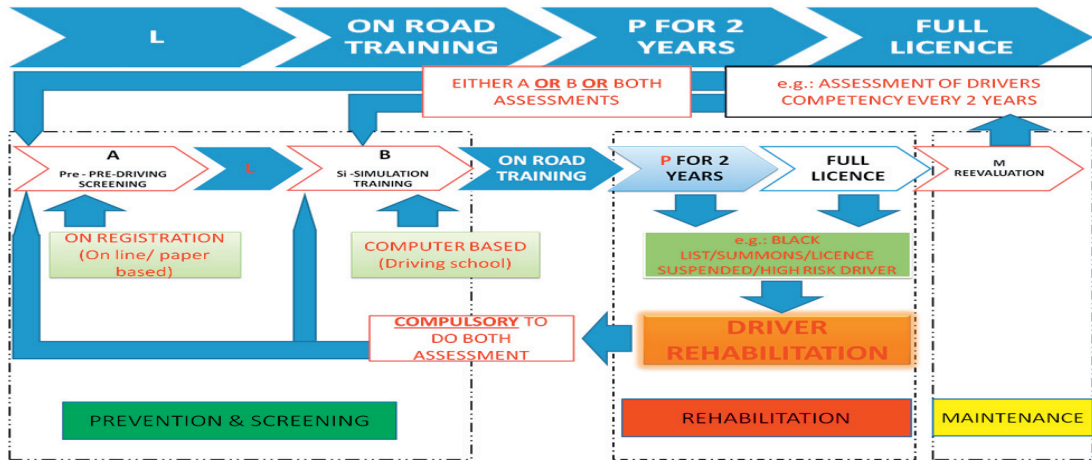 L
ON ROAD
TRAINING
P FOR 2
YEARS
FULL
LICENCE
EITHER A OR B OR BOTH
ASSESSMENTS
e.g.: ASSESSMENT OF DRIVERS
COMPETENCY EVERY 2 YEARS
A
Pre - PRE-DRIVING
SCREENING
L
B
Si -SIMULATION
TRAINING
ON ROAD
TRAINING
P FOR 2
YEARS
FULL
LICENCE
M
REEVALUATION
ON REGISTRATION
(On line/ paper
based)
COMPUTER BASED
(Driving school)
e.g.: BLACK
LIST/SUMMONS/LICENCE
SUSPENDED/HIGH RISK DRIVER
COMPULSORY TO
DO BOTH
ASSESSMENT
DRIVER
REHABILITATION
PREVENTION & SCREENING
REHABILITATION
MAINTENANCE